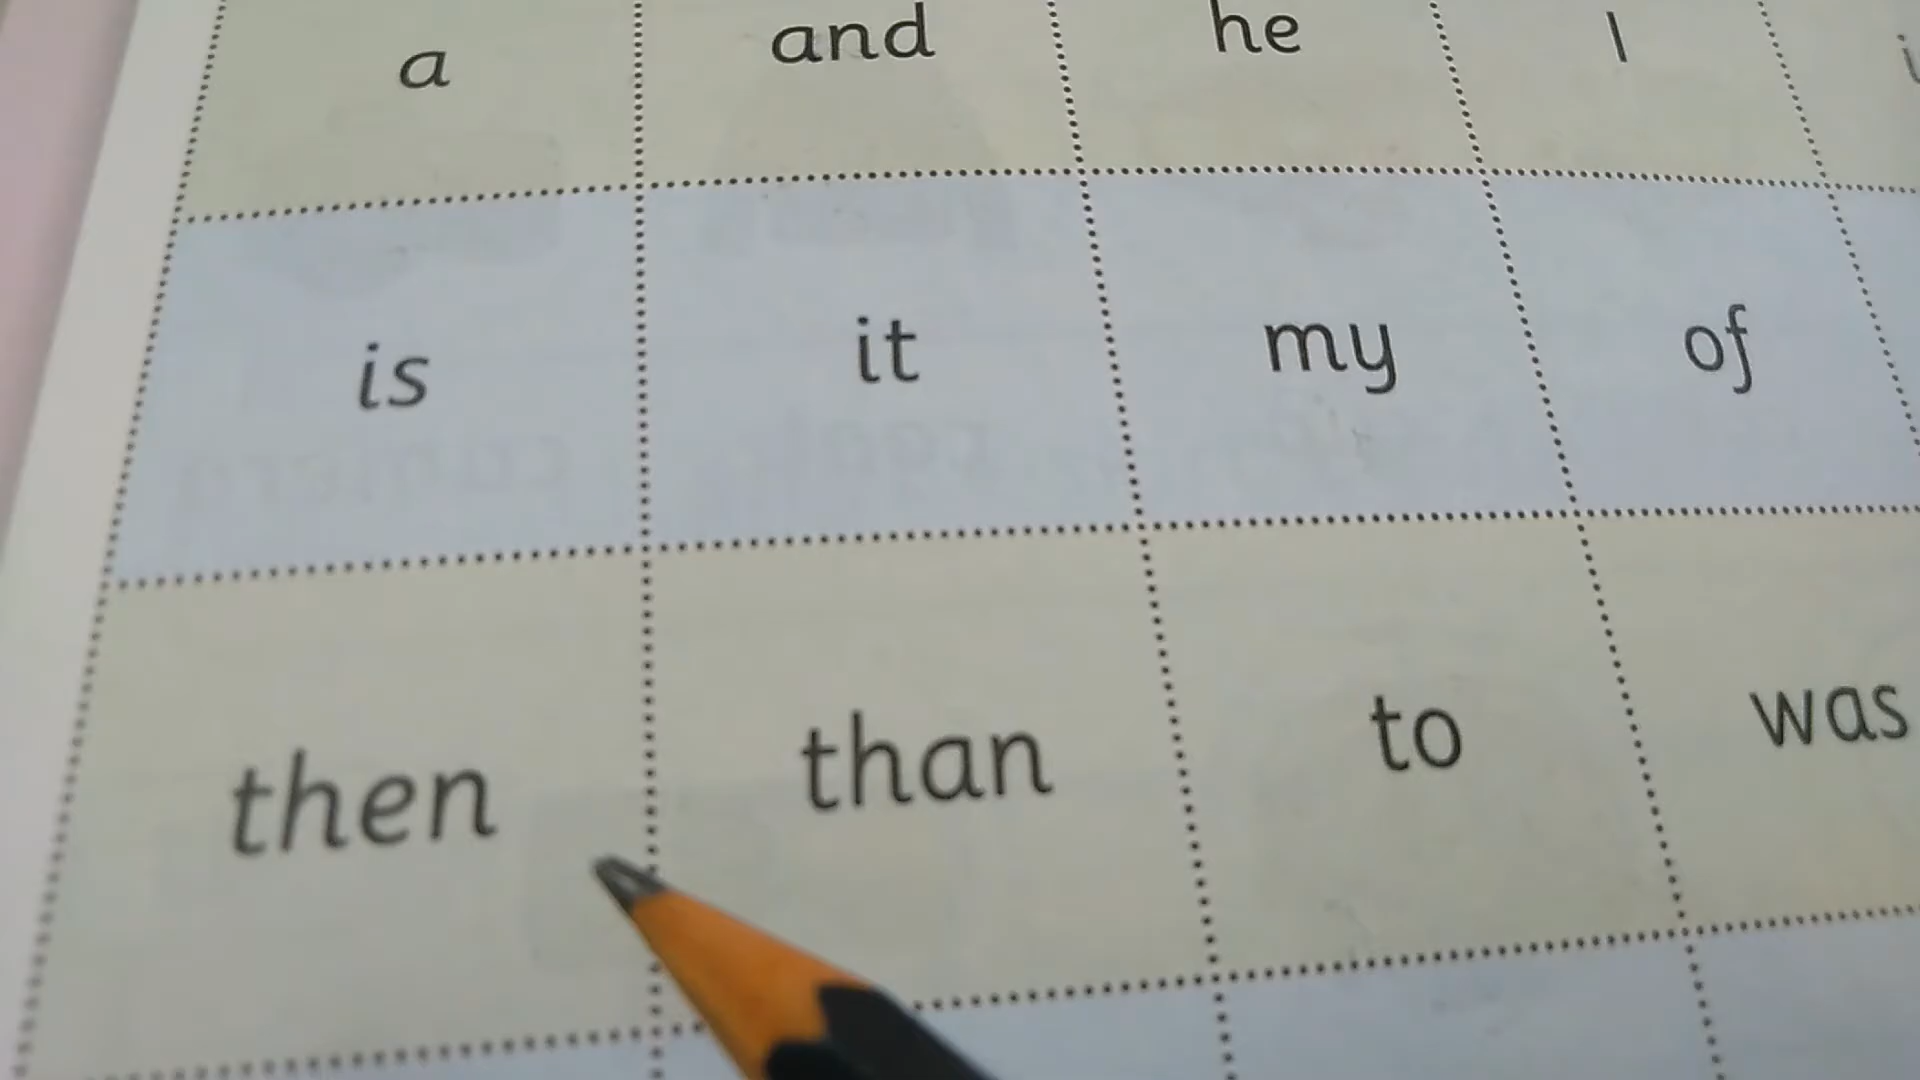 a and he I
is it my of
then than to was